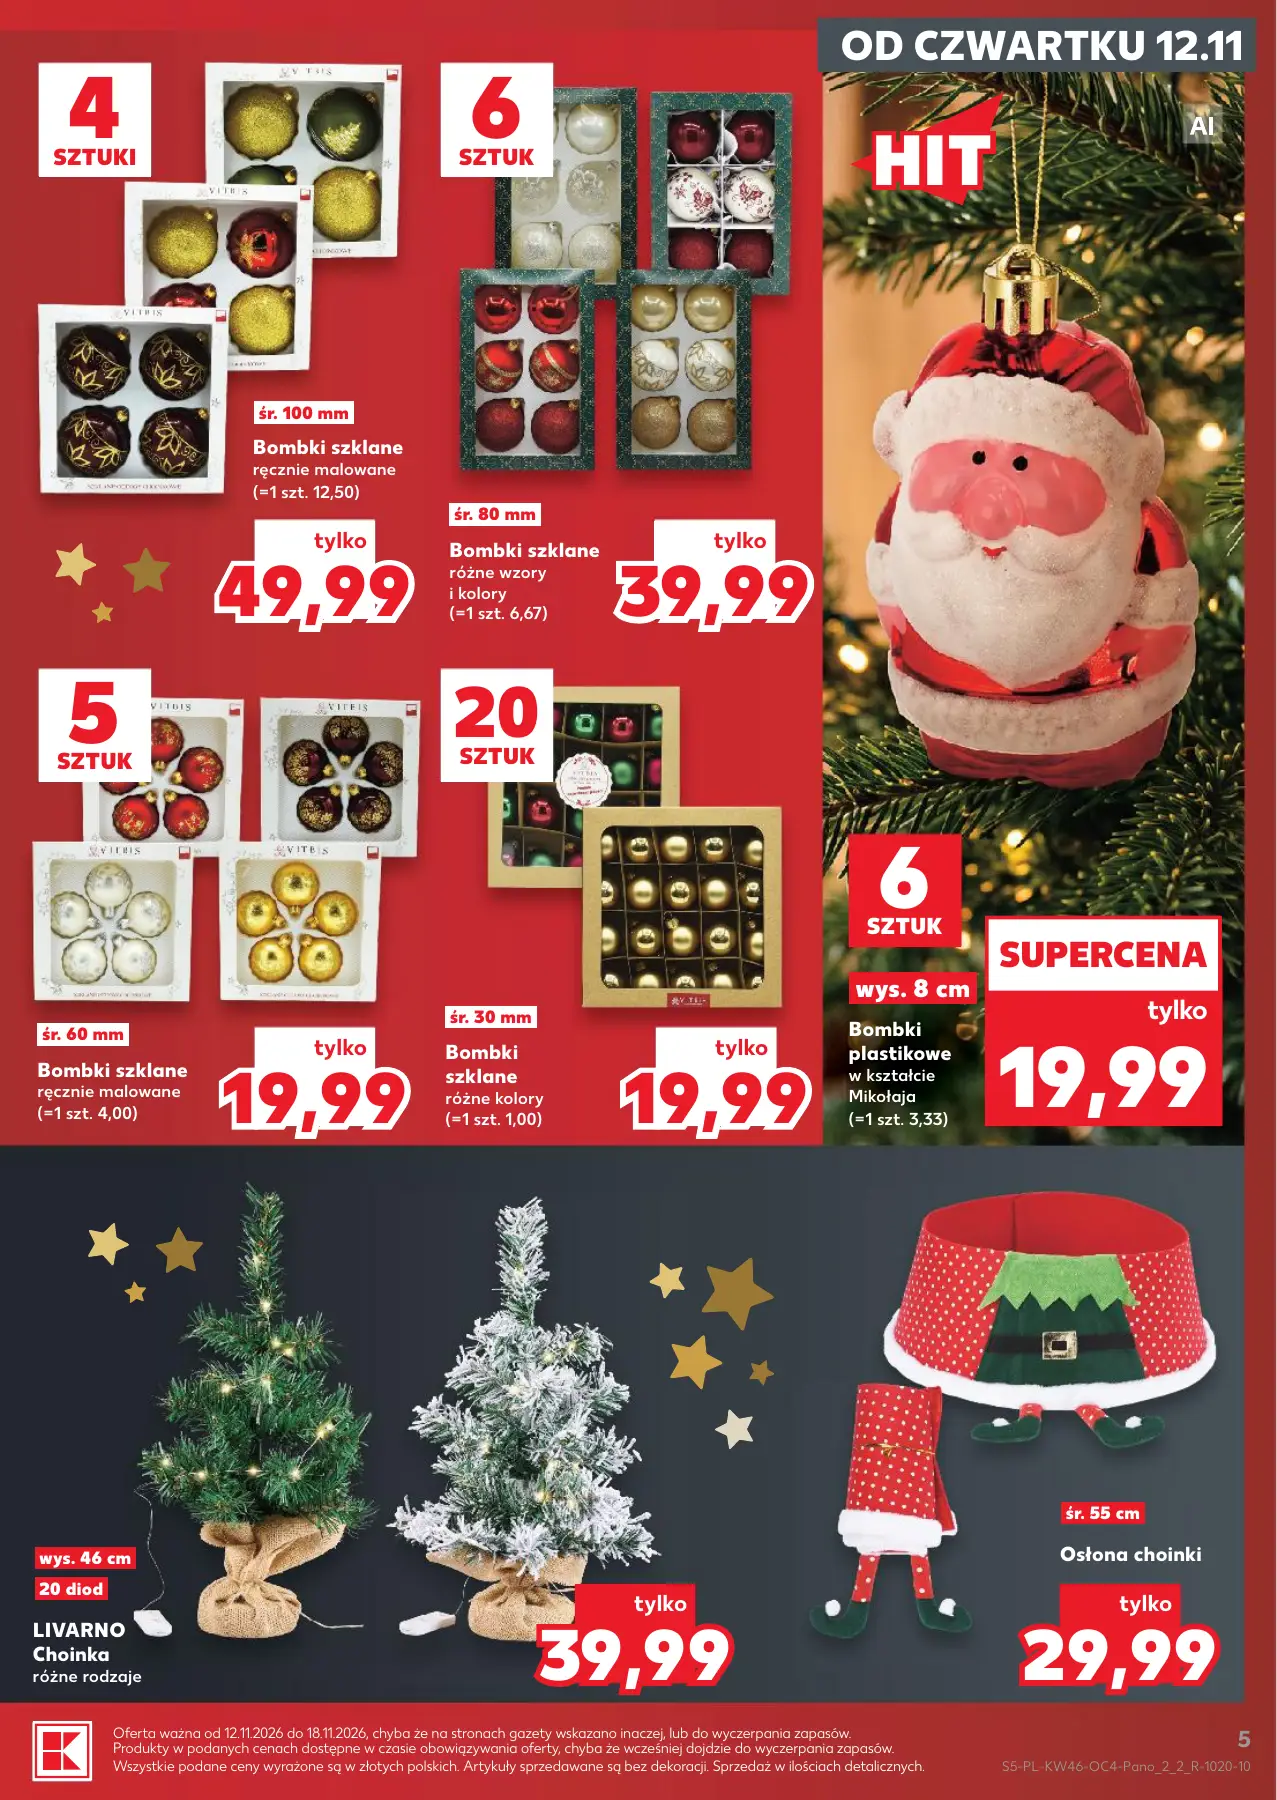 OD CZWARTKU 12.11
AI
HIT
4
SZTUKI
VITBIS
VITBIS
VITBIS
śr. 100 mm
Bombki szklane
ręcznie malowane
(=1 szt. 12,50)
tylko
49,99
6
SZTUK
śr. 80 mm
Bombki szklane
różne wzory
i kolory
(=1 szt. 6,67)
tylko
39,99
5
SZTUK
VITBIS
VITBIS
VITBIS
VITBIS
śr. 60 mm
Bombki szklane
ręcznie malowane
(=1 szt. 4,00)
tylko
19,99
20
SZTUK
śr. 30 mm
Bombki
szklane
różne kolory
(=1 szt. 1,00)
tylko
19,99
6
SZTUK
wys. 8 cm
Bombki
plastikowe
w kształcie
Mikołaja
(=1 szt. 3,33)
SUPERCENA
tylko
19,99
wys. 46 cm
20 diod
LIVARNO
Choinka
różne rodzaje
tylko
39,99
śr. 55 cm
Osłona choinki
tylko
29,99
Oferta ważna od 12.11.2026 do 18.11.2026, chyba że na stronach gazety wskazano inaczej, lub do wyczerpania zapasów.
Produkty w podanych cenach dostępne w czasie obowiązywania oferty, chyba że wcześniej dojdzie do wyczerpania zapasów.
Wszystkie podane ceny wyrażone są w złotych polskich. Artykuły sprzedawane są bez dekoracji. Sprzedaż w ilościach detalicznych.
5
S5-PL-KW46-OC4-Pano_2_2_R-1020-10